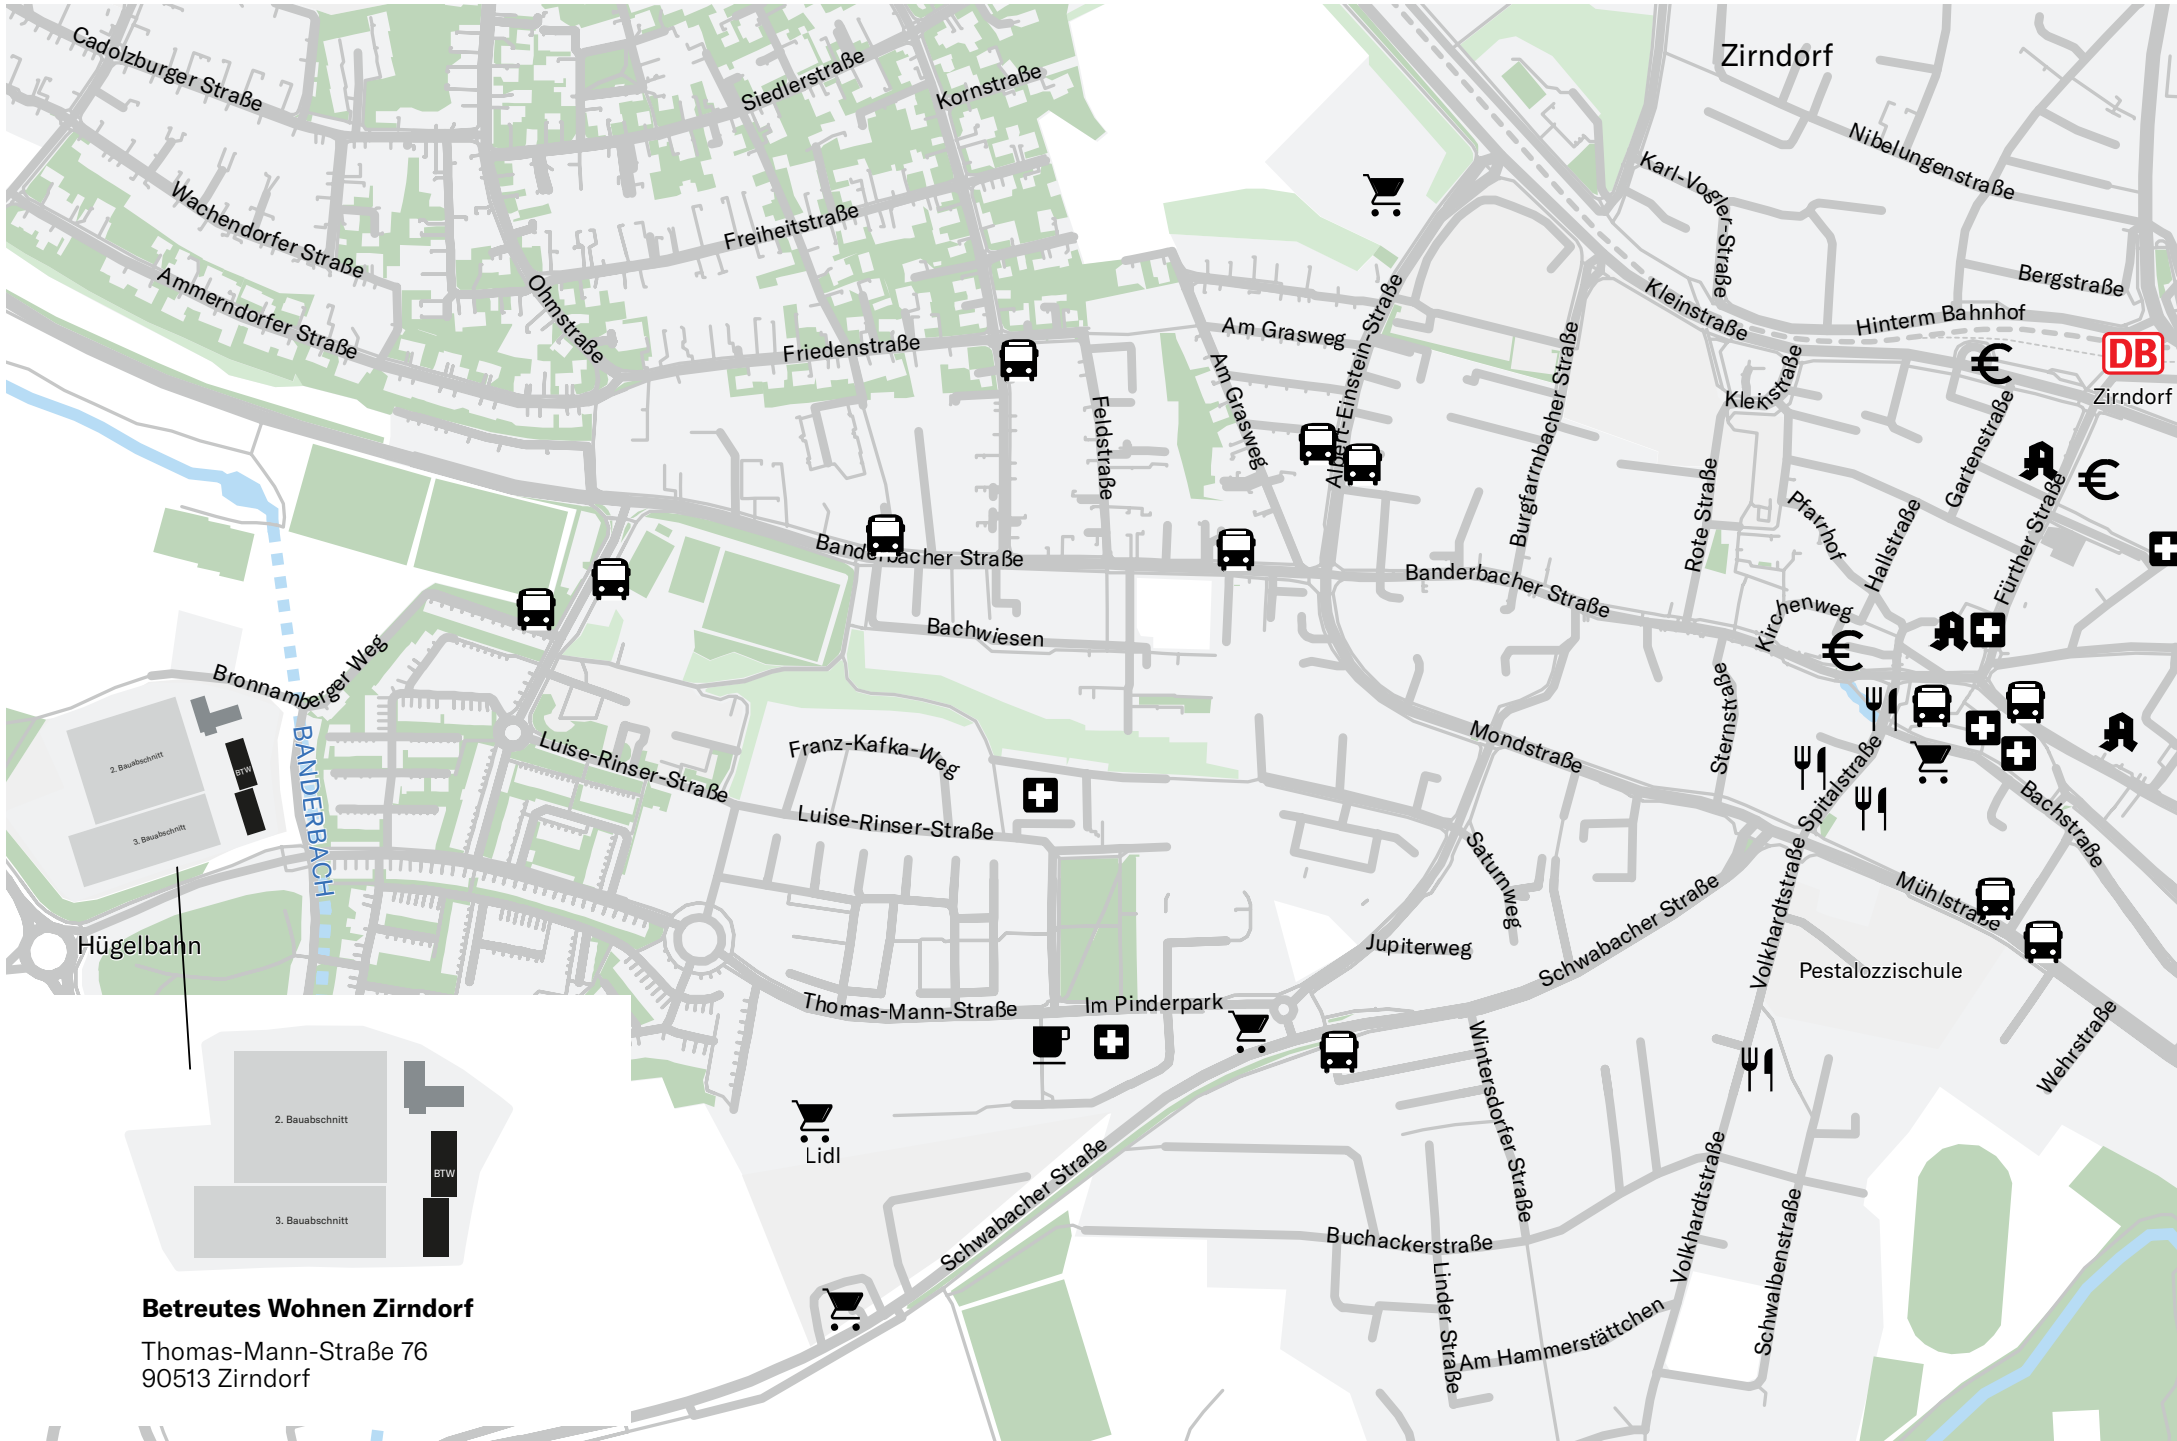 Zirndorf
Cadolzburger Straße
Siedlerstraße
Kornstraße
Nibelungenstraße
Karl-Vogler-Straße
Wachendorfer Straße
Freiheitstraße
Ammerndorfer Straße
Ohmstraße
Bergstraße
Kleinstraße
Hinterm Bahnhof
Am Grasweg
Friedenstraße
DB
Zirndorf
Kleinstraße
Am Grasweg
Albert-Einstein-Straße
Burgfarrnbacher Straße
Feldstraße
Gartenstraße
Rote Straße
Pfarrhof
Hallstraße
Fürther Straße
Banderbacher Straße
Banderbacher Straße
Kirchenweg
Bachwiesen
Bronnamberger Weg
Sternstraße
BANDERBACH
Luise-Rinser-Straße
Franz-Kafka-Weg
Mondstraße
Spitalstraße
Bachstraße
Luise-Rinser-Straße
2. Bauabschnitt
BTW
3. Bauabschnitt
Saturnweg
Volkhardtstraße
Mühlstraße
Schwabacher Straße
Hügelbahn
Jupiterweg
Pestalozzischule
Thomas-Mann-Straße
Im Pinderpark
Wintersdorfer Straße
Wehrstraße
2. Bauabschnitt
BTW
3. Bauabschnitt
Lidl
Schwabacher Straße
Volkhardtstraße
Schwalbenstraße
Buchackerstraße
Linder Straße
Am Hammerstättchen
Betreutes Wohnen Zirndorf
Thomas-Mann-Straße 76
90513 Zirndorf